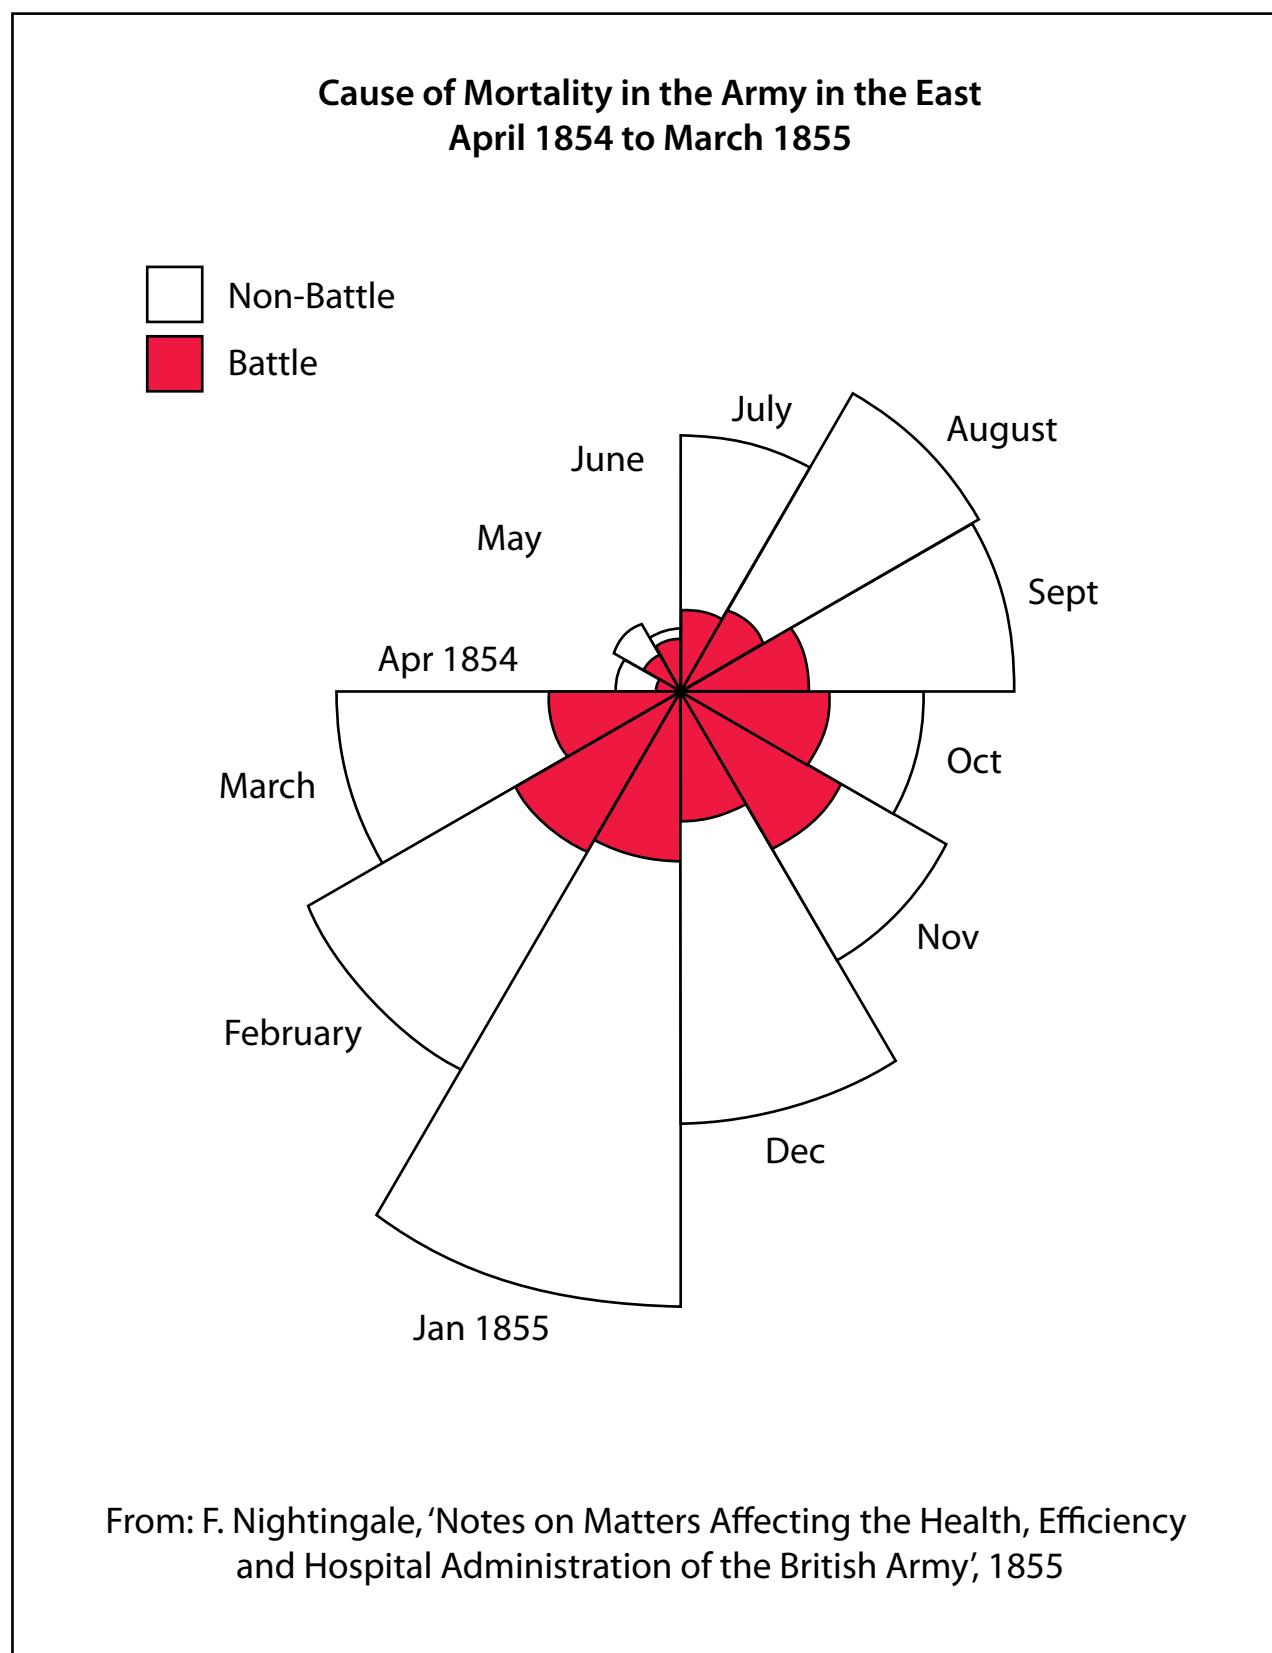 Cause of Mortality in the Army in the East
April 1854 to March 1855
Non-Battle
Battle
July
August
June
May
Sept
Apr 1854
Oct
March
Nov
February
Dec
Jan 1855
From: F. Nightingale, ‘Notes on Matters Affecting the Health, Efficiency
and Hospital Administration of the British Army’, 1855